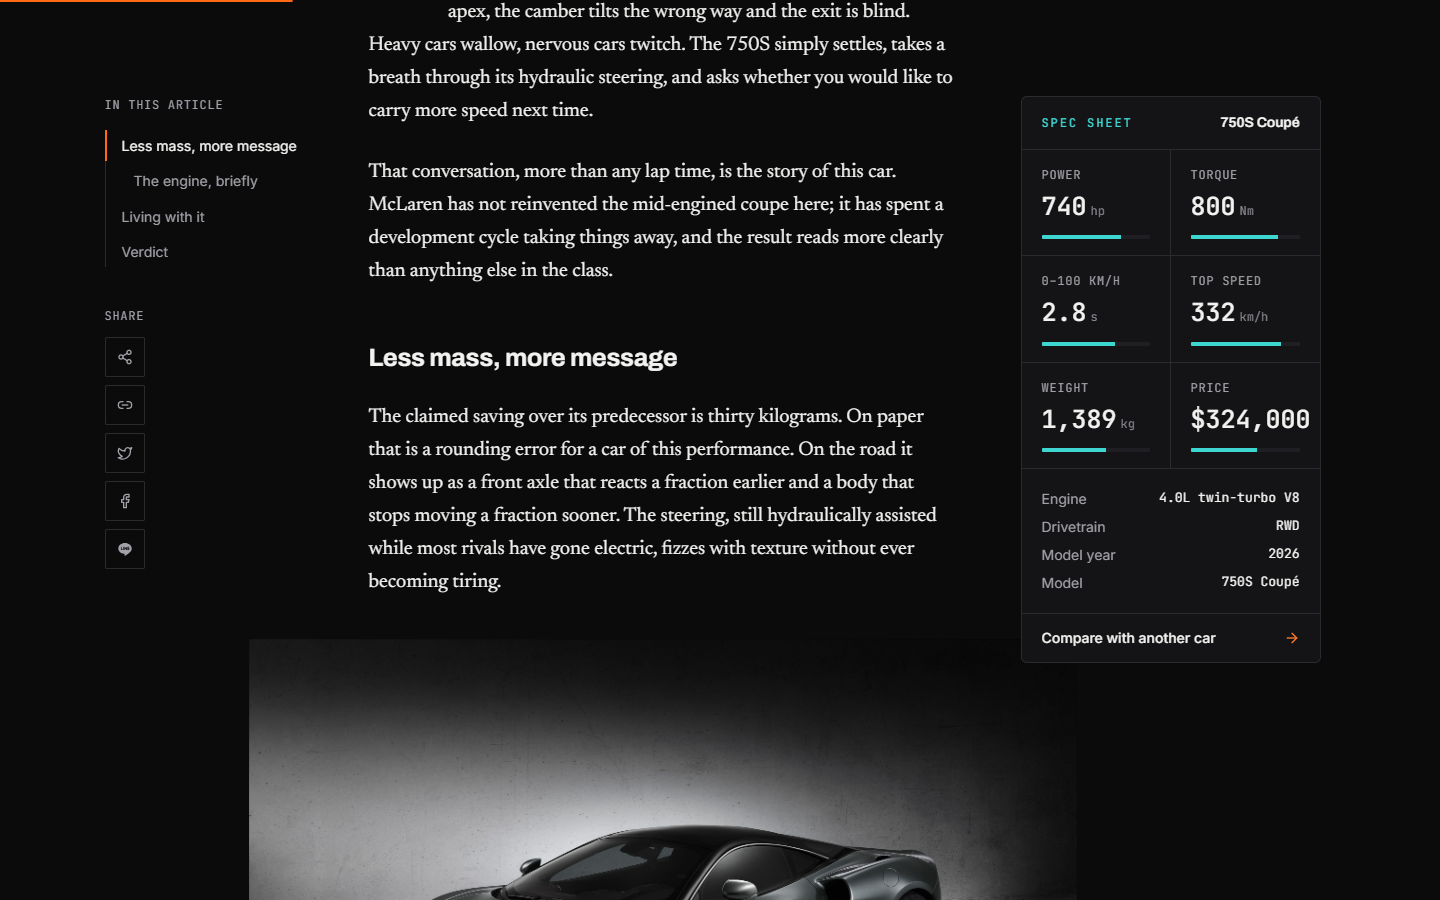 IN THIS ARTICLE
Less mass, more message
The engine, briefly
Living with it
Verdict
SHARE
apex, the camber tilts the wrong way and the exit is blind.
Heavy cars wallow, nervous cars twitch. The 750S simply settles, takes a
breath through its hydraulic steering, and asks whether you would like to
carry more speed next time.
That conversation, more than any lap time, is the story of this car.
McLaren has not reinvented the mid-engined coupe here; it has spent a
development cycle taking things away, and the result reads more clearly
than anything else in the class.
Less mass, more message
The claimed saving over its predecessor is thirty kilograms. On paper
that is a rounding error for a car of this performance. On the road it
shows up as a front axle that reacts a fraction earlier and a body that
stops moving a fraction sooner. The steering, still hydraulically assisted
while most rivals have gone electric, fizzes with texture without ever
becoming tiring.
SPEC SHEET 750S Coupé
POWER TORQUE
740 hp 800 Nm
0–100 KM/H TOP SPEED
2.8 s 332 km/h
WEIGHT PRICE
1,389 kg $324,000
Engine 4.0L twin-turbo V8
Drivetrain RWD
Model year 2026
Model 750S Coupé
Compare with another car